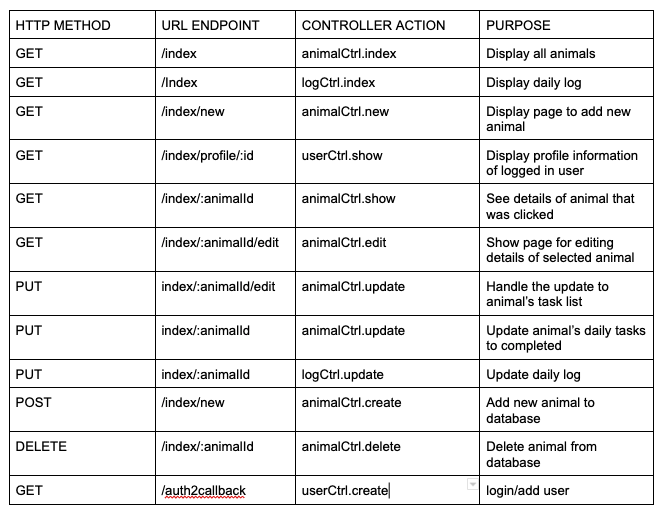 HTTP METHOD URL ENDPOINT CONTROLLER ACTION PURPOSE
GET /index animalCtrl.index Display all animals
GET /Index logCtrl.index Display daily log
GET /index/new animalCtrl.new Display page to add new
animal
GET /index/profile/:id userCtrl.show Display profile information
of logged in user
GET /index/:animalId animalCtrl.show See details of animal that
was clicked
GET /index/:animalId/edit animalCtrl.edit Show page for editing
details of selected animal
PUT index/:animalId/edit animalCtrl.update Handle the update to
animal’s task list
PUT index/:animalId animalCtrl.update Update animal’s daily tasks
to completed
PUT index/:animalId logCtrl.update Update daily log
POST /index/new animalCtrl.create Add new animal to
database
DELETE /index/:animalId animalCtrl.delete Delete animal from
database
GET /auth2callback userCtrl.create login/add user